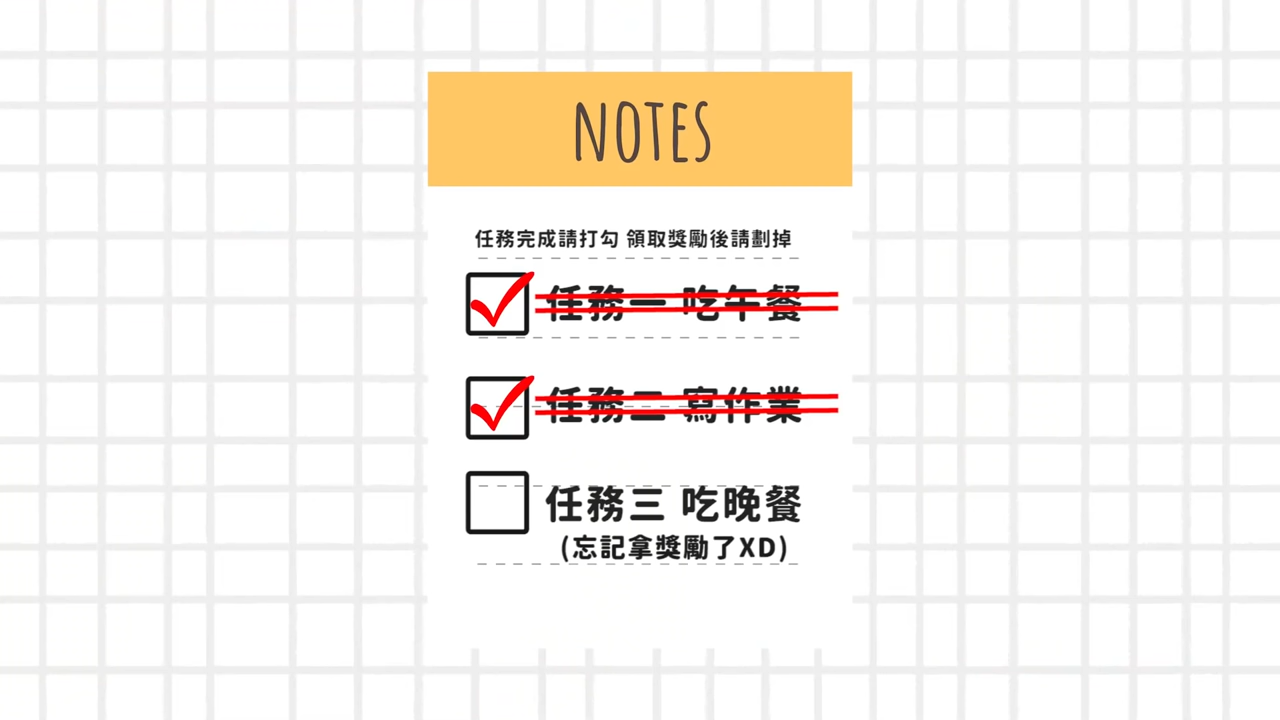 NOTES
任務完成請打勾 領取獎勵後請劃掉
任務一 吃午餐
任務二 寫作業
任務三 吃晚餐
(忘記拿獎勵了XD)